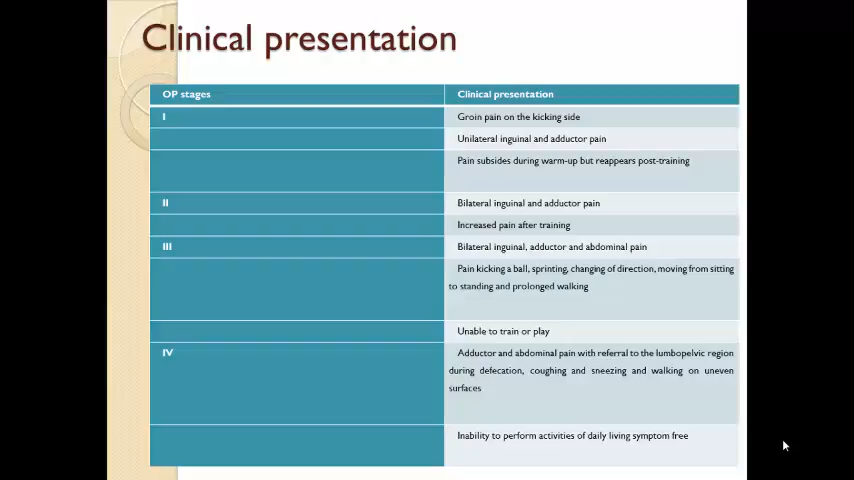 Clinical presentation
OP stages
Clinical presentation
I
Groin pain on the kicking side
Unilateral inguinal and adductor pain
Pain subsides during warm-up but reappears post-training
II
Bilateral inguinal and adductor pain
Increased pain after training
III
Bilateral inguinal, adductor and abdominal pain
Pain kicking a ball, sprinting, changing of direction, moving from sitting
to standing and prolonged walking
Unable to train or play
IV
Adductor and abdominal pain with referral to the lumbopelvic region
during defecation, coughing and sneezing and walking on uneven
surfaces
Inability to perform activities of daily living symptom free